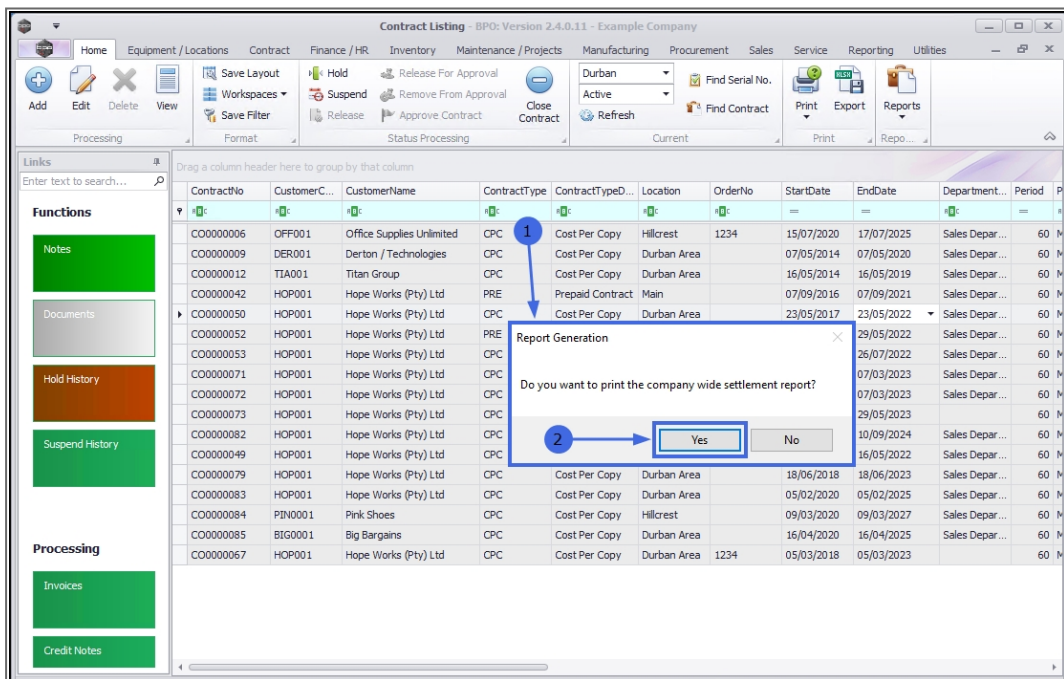 Contract Listing - BPO: Version 2.4.0.11 - Example Company
Home Equipment / Locations Contract Finance / HR Inventory Maintenance / Projects Manufacturing Procurement Sales Service Reporting Utilities
Add Edit Delete View
Processing
Save Layout
Workspaces
Save Filter
Format
Hold Release For Approval
Suspend Remove From Approval
Release Approve Contract
Close Contract
Status Processing
Durban
Active
Refresh
Find Serial No.
Find Contract
Current
Print Export
Print
Reports
Repo...
Links
Enter text to search...
Functions
Notes
Documents
Hold History
Suspend History
Processing
Invoices
Credit Notes
Drag a column header here to group by that column
ContractNo CustomerC... CustomerName ContractType ContractTypeD... Location OrderNo StartDate EndDate Department... Period P
CO0000006 OFF001 Office Supplies Unlimited CPC Cost Per Copy Hillcrest 1234 15/07/2020 17/07/2025 Sales Depar... 60 M
CO0000009 DER001 Derton / Technologies CPC Cost Per Copy Durban Area 07/05/2014 07/05/2020 Sales Depar... 60 M
CO0000012 TIA001 Titan Group CPC Cost Per Copy Durban Area 16/05/2014 16/05/2019 Sales Depar... 60 M
CO0000042 HOP001 Hope Works (Pty) Ltd PRE Prepaid Contract Main 07/09/2016 07/09/2021 Sales Depar... 60 M
CO0000050 HOP001 Hope Works (Pty) Ltd CPC Cost Per Copy Durban Area 23/05/2017 23/05/2022 Sales Depar... 60 M
CO0000052 HOP001 Hope Works (Pty) Ltd PRE 29/05/2022 Sales Depar... 60 M
CO0000053 HOP001 Hope Works (Pty) Ltd CPC 26/07/2022 Sales Depar... 60 M
CO0000071 HOP001 Hope Works (Pty) Ltd CPC 07/03/2023 Sales Depar... 60 M
CO0000072 HOP001 Hope Works (Pty) Ltd CPC 07/03/2023 Sales Depar... 60 M
CO0000073 HOP001 Hope Works (Pty) Ltd CPC 29/05/2023 60 M
CO0000082 HOP001 Hope Works (Pty) Ltd CPC 10/09/2024 Sales Depar... 60 M
CO0000049 HOP001 Hope Works (Pty) Ltd CPC 16/05/2022 Sales Depar... 60 M
CO0000079 HOP001 Hope Works (Pty) Ltd CPC Cost Per Copy Durban Area 18/06/2018 18/06/2023 Sales Depar... 60 M
CO0000083 HOP001 Hope Works (Pty) Ltd CPC Cost Per Copy Durban Area 05/02/2020 05/02/2025 Sales Depar... 60 M
CO0000084 PIN0001 Pink Shoes CPC Cost Per Copy Hillcrest 09/03/2020 09/03/2027 Sales Depar... 60 M
CO0000085 BIG0001 Big Bargains CPC Cost Per Copy Durban Area 16/04/2020 16/04/2025 Sales Depar... 60 M
CO0000067 HOP001 Hope Works (Pty) Ltd CPC Cost Per Copy Durban Area 1234 05/03/2018 05/03/2023 60 M
1
Report Generation
Do you want to print the company wide settlement report?
2
Yes No